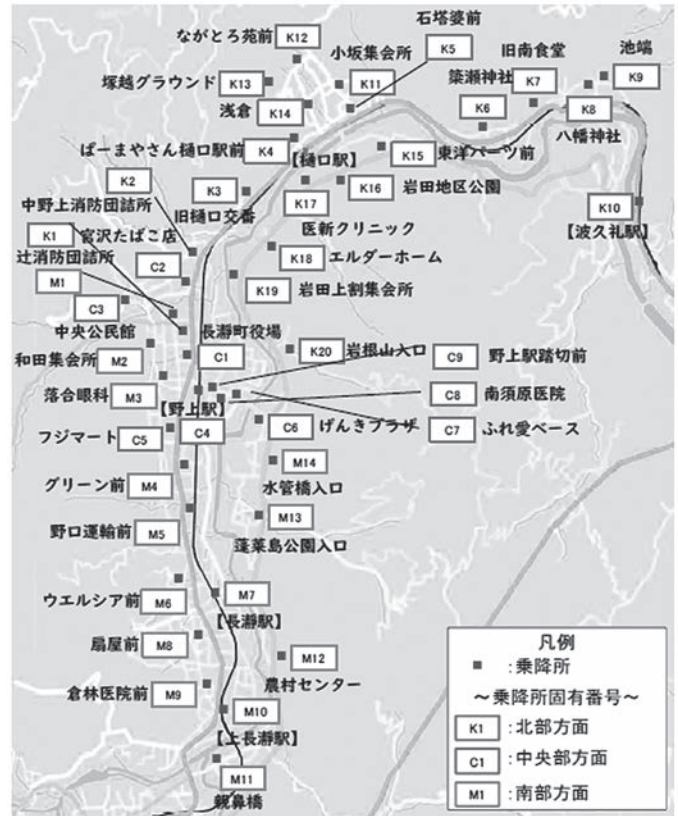 ながとろ苑前
K12
石塔婆前
小坂集会所
K5
旧南食堂
池端
塚越グラウンド
K13
K11
簗瀬神社
K7
K9
浅倉
K14
K6
K8
八幡神社
ぱーまやさん樋口駅前
K4
【樋口駅】
K15
東洋パーツ前
K2
K3
K17
K16
岩田地区公園
中野上消防団詰所
旧樋口交番
医新クリニック
K10
【波久礼駅】
K1
宮沢たばこ店
K18
エルダーホーム
辻消防団詰所
C2
M1
K19
岩田上割集会所
C3
中央公民館
長瀞町役場
和田集会所
M2
C1
K20
岩根山入口
C9
野上駅踏切前
落合眼科
M3
【野上駅】
C8
南須原医院
フジマート
C5
C4
C6
げんきプラザ
C7
ふれ愛ベース
グリーン前
M4
M14
水管橋入口
野口運輸前
M5
M13
蓬莱島公園入口
ウエルシア前
M6
M7
【長瀞駅】
扇屋前
M8
M12
農村センター
倉林医院前
M9
M10
【上長瀞駅】
M11
親鼻橋
凡例
:乗降所
～乗降所固有番号～
K1 :北部方面
C1 :中央部方面
M1 :南部方面